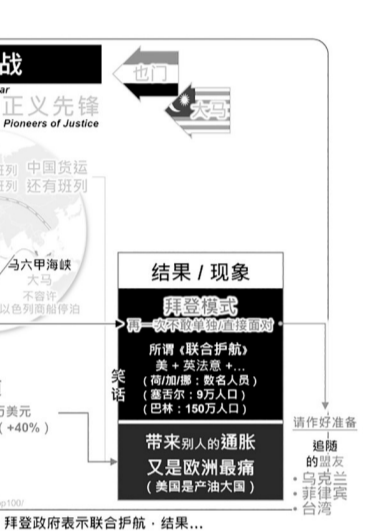 战
ar
正义先锋
Pioneers of Justice
也门
大马
班列 中国货运
班列 还有班列
马六甲海峡
大马
不容许
以色列商船停泊
结果 / 现象
拜登模式
再一次不敢单独/直接面对
所谓《联合护航》
美 + 英法意 +...
（荷/加/挪：数名人员）
（塞舌尔：9万人口）
（巴林：150万人口）
笑话
带来别人的通胀
又是欧洲最痛
（美国是产油大国）
万美元
（+40%）
请作好准备
追随
的盟友
· 乌克兰
· 菲律宾
· 台湾
op100/
拜登政府表示联合护航，结果...